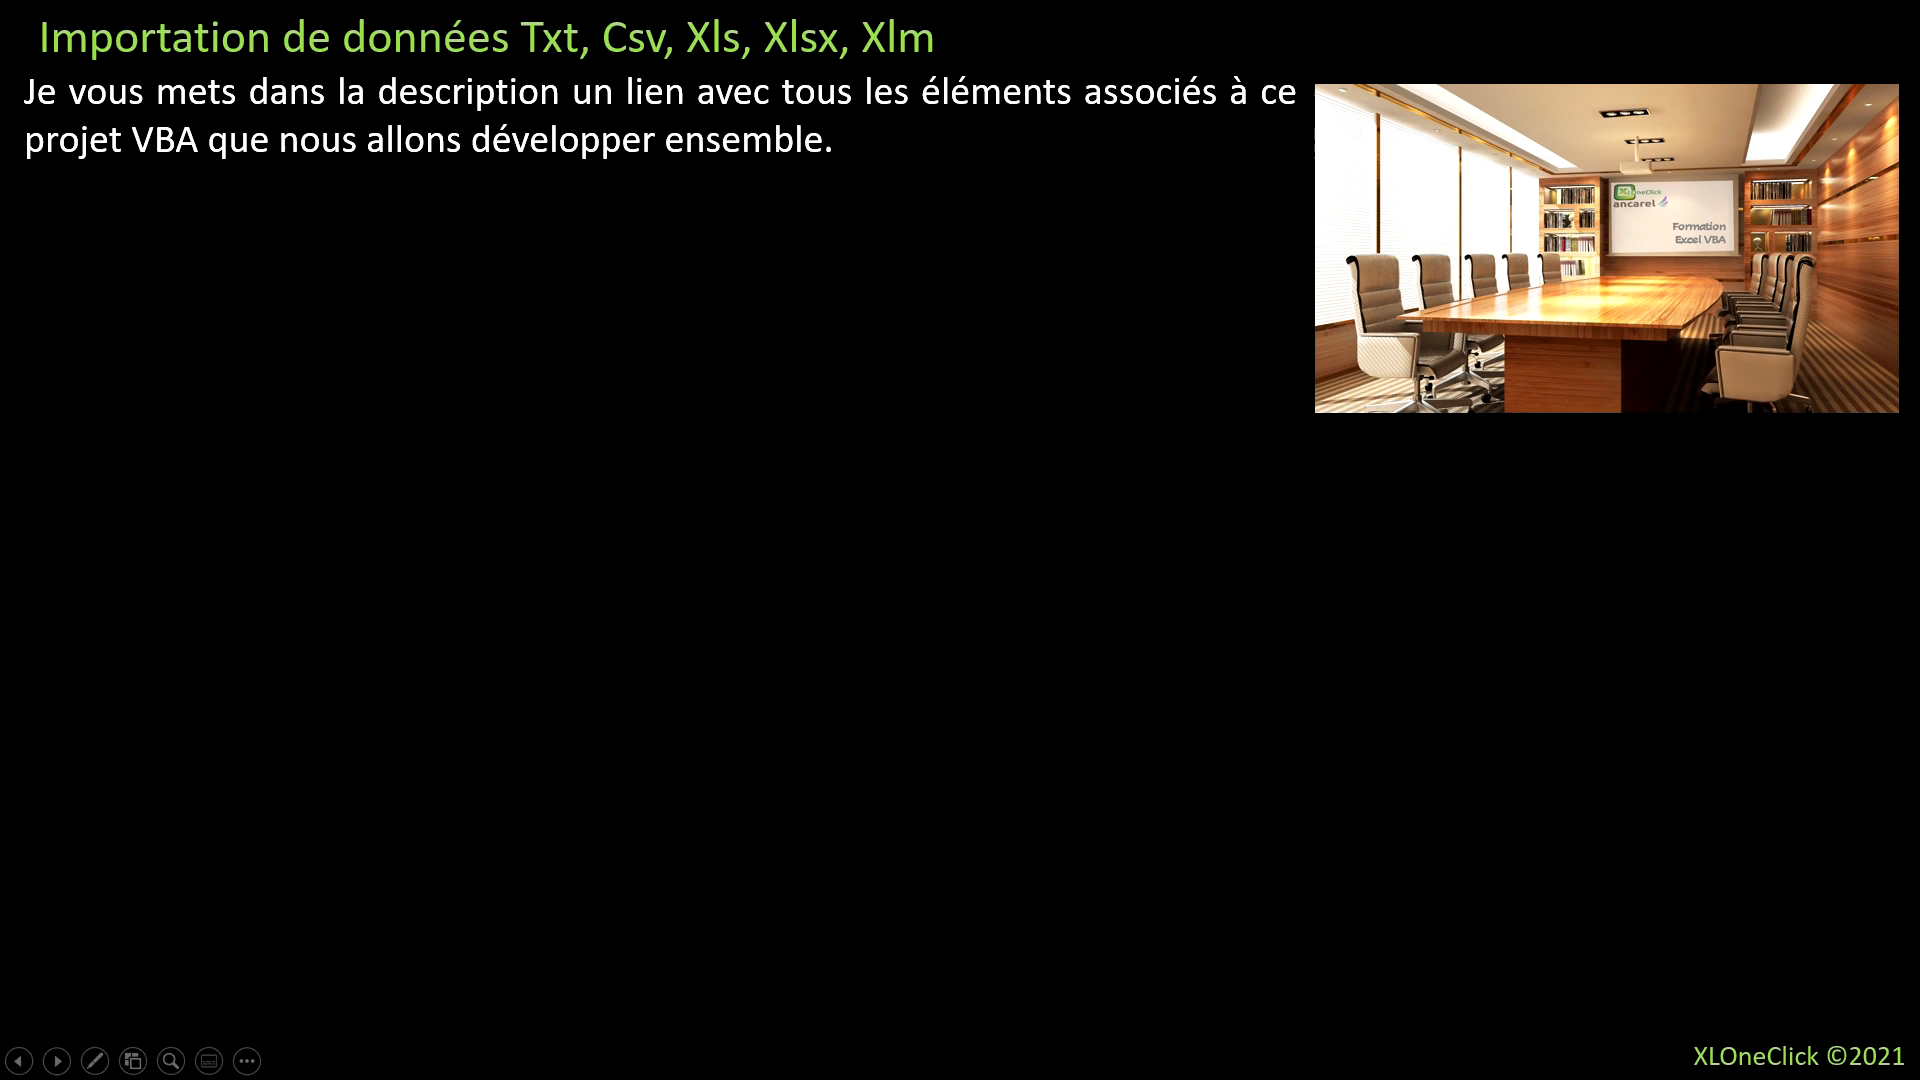 Importation de données Txt, Csv, Xls, Xlsx, Xlm
Je vous mets dans la description un lien avec tous les éléments associés à ce
projet VBA que nous allons développer ensemble.
XLOneClick
ancarel
Formation
Excel VBA
XLOneClick ©2021